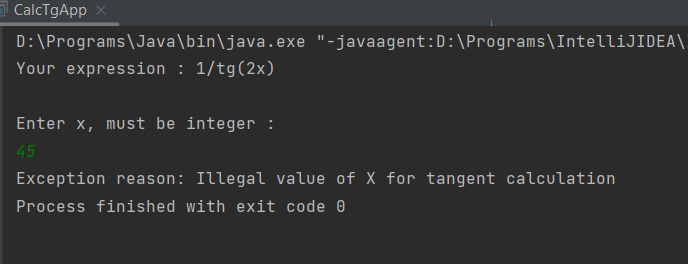 CalcTgApp
D:\Programs\Java\bin\java.exe "-javaagent:D:\Programs\IntelliJIDEA\
Your expression : 1/tg(2x)
Enter x, must be integer :
45
Exception reason: Illegal value of X for tangent calculation
Process finished with exit code 0